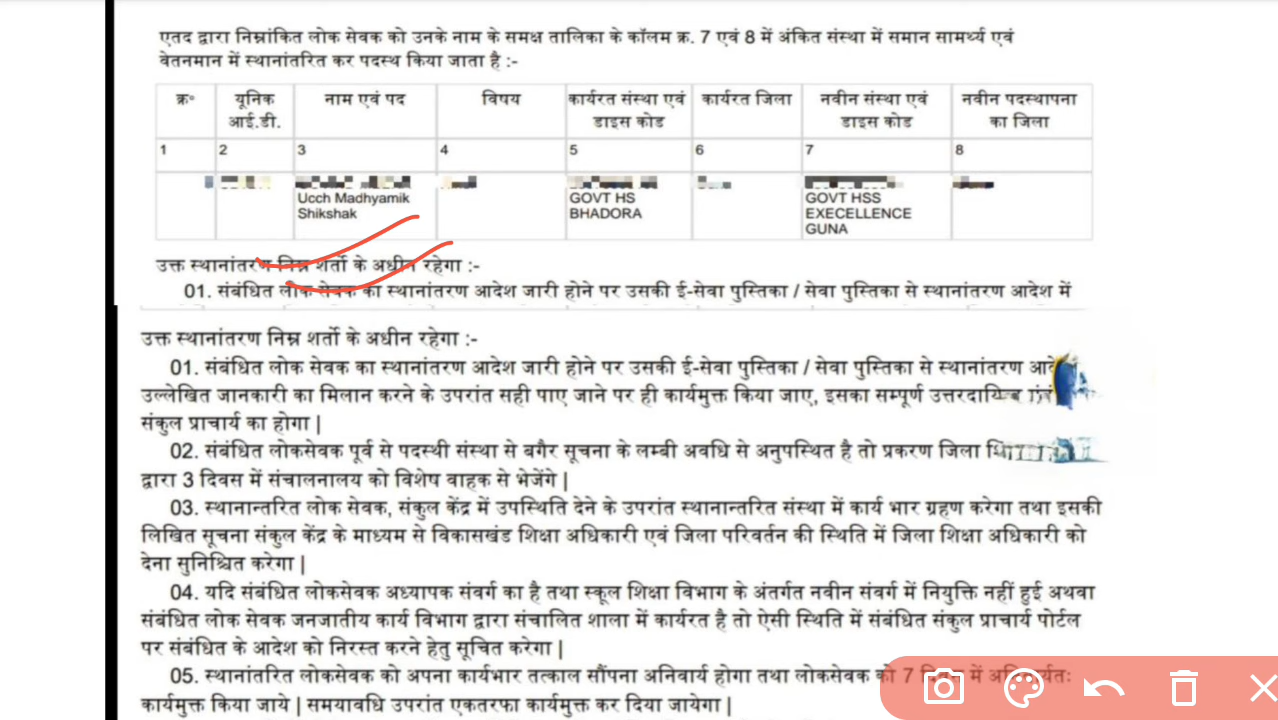 एतद द्वारा निम्नांकित लोक सेवक को उनके नाम के समक्ष तालिका के कॉलम क्र. 7 एवं 8 में अंकित संस्था में समान सामर्थ्य एवं
वेतनमान में स्थानांतरित कर पदस्थ किया जाता है :-
क्र० यूनिक आई.डी. नाम एवं पद विषय कार्यरत संस्था एवं डाइस कोड कार्यरत जिला नवीन संस्था एवं डाइस कोड नवीन पदस्थापना का जिला
1 2 3 4 5 6 7 8
Ucch Madhyamik GOVT HS GOVT HSS
Shikshak BHADORA EXECELLENCE
GUNA
उक्त स्थानांतरण निम्न शर्तो के अधीन रहेगा :-
01. संबंधित लोक सेवक का स्थानांतरण आदेश जारी होने पर उसकी ई-सेवा पुस्तिका / सेवा पुस्तिका से स्थानांतरण आदेश में
उक्त स्थानांतरण निम्न शर्तो के अधीन रहेगा :-
01. संबंधित लोक सेवक का स्थानांतरण आदेश जारी होने पर उसकी ई-सेवा पुस्तिका / सेवा पुस्तिका से स्थानांतरण
उल्लेखित जानकारी का मिलान करने के उपरांत सही पाए जाने पर ही कार्यमुक्त किया जाए, इसका सम्पूर्ण
संकुल प्राचार्य का होगा |
02. संबंधित लोकसेवक पूर्व से पदस्थी संस्था से बगैर सूचना के लम्बी अवधि से अनुपस्थित है तो प्रकरण जिला
द्वारा 3 दिवस में संचालनालय को विशेष वाहक से भेजेंगे |
03. स्थानान्तरित लोक सेवक, संकुल केंद्र में उपस्थिति देने के उपरांत स्थानान्तरित संस्था में कार्य भार ग्रहण करेगा तथा इसकी
लिखित सूचना संकुल केंद्र के माध्यम से विकासखंड शिक्षा अधिकारी एवं जिला परिवर्तन की स्थिति में जिला शिक्षा अधिकारी को
देना सुनिश्चित करेगा |
04. यदि संबंधित लोकसेवक अध्यापक संवर्ग का है तथा स्कूल शिक्षा विभाग के अंतर्गत नवीन संवर्ग में नियुक्ति नहीं हुई अथवा
संबंधित लोक सेवक जनजातीय कार्य विभाग द्वारा संचालित शाला में कार्यरत है तो ऐसी स्थिति में संबंधित संकुल प्राचार्य पोर्टल
पर संबंधित के आदेश को निरस्त करने हेतु सूचित करेगा |
05. स्थानांतरित लोकसेवक को अपना कार्यभार तत्काल सौंपना अनिवार्य होगा तथा लोकसेवक को 7 दिवस में अनिवार्यतः
कार्यमुक्त किया जाये | समयावधि उपरांत एकतरफा कार्यमुक्त कर दिया जायेगा |